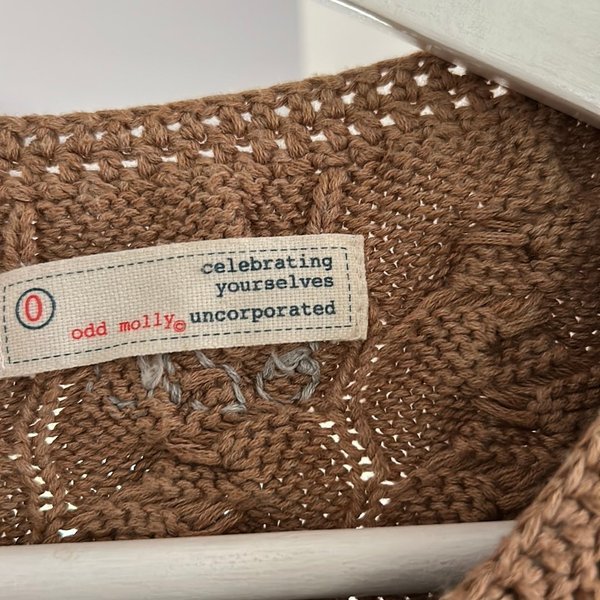 celebrating
yourselves
0 odd molly© uncorporated